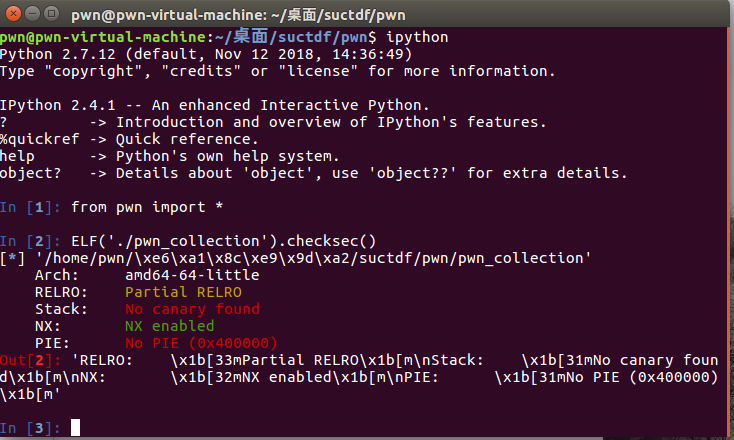 pwn@pwn-virtual-machine: ~/桌面/suctdf/pwn
pwn@pwn-virtual-machine:~/桌面/suctdf/pwn$ ipython
Python 2.7.12 (default, Nov 12 2018, 14:36:49)
Type "copyright", "credits" or "license" for more information.
IPython 2.4.1 -- An enhanced Interactive Python.
?         -> Introduction and overview of IPython's features.
%quickref -> Quick reference.
help      -> Python's own help system.
object?   -> Details about 'object', use 'object??' for extra details.
In [1]: from pwn import *
In [2]: ELF('./pwn_collection').checksec()
[*] '/home/pwn/\xe6\xa1\x8c\xe9\x9d\xa2/suctdf/pwn/pwn_collection'
    Arch:     amd64-64-little
    RELRO:    Partial RELRO
    Stack:    No canary found
    NX:       NX enabled
    PIE:      No PIE (0x400000)
Out[2]: 'RELRO:    \x1b[33mPartial RELRO\x1b[m\nStack:    \x1b[31mNo canary foun
d\x1b[m\nNX:       \x1b[32mNX enabled\x1b[m\nPIE:      \x1b[31mNo PIE (0x400000)
\x1b[m'
In [3]: